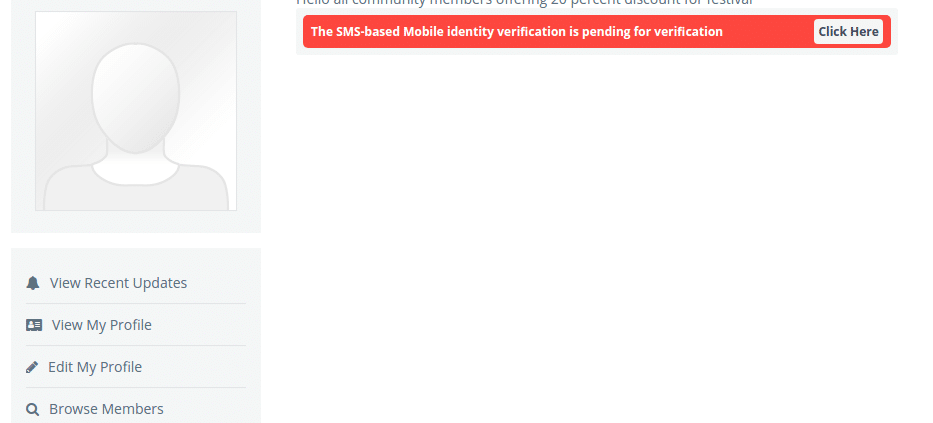 Hello all community members offering 20 percent discount for festival
The SMS-based Mobile identity verification is pending for verification
Click Here
View Recent Updates
View My Profile
Edit My Profile
Browse Members